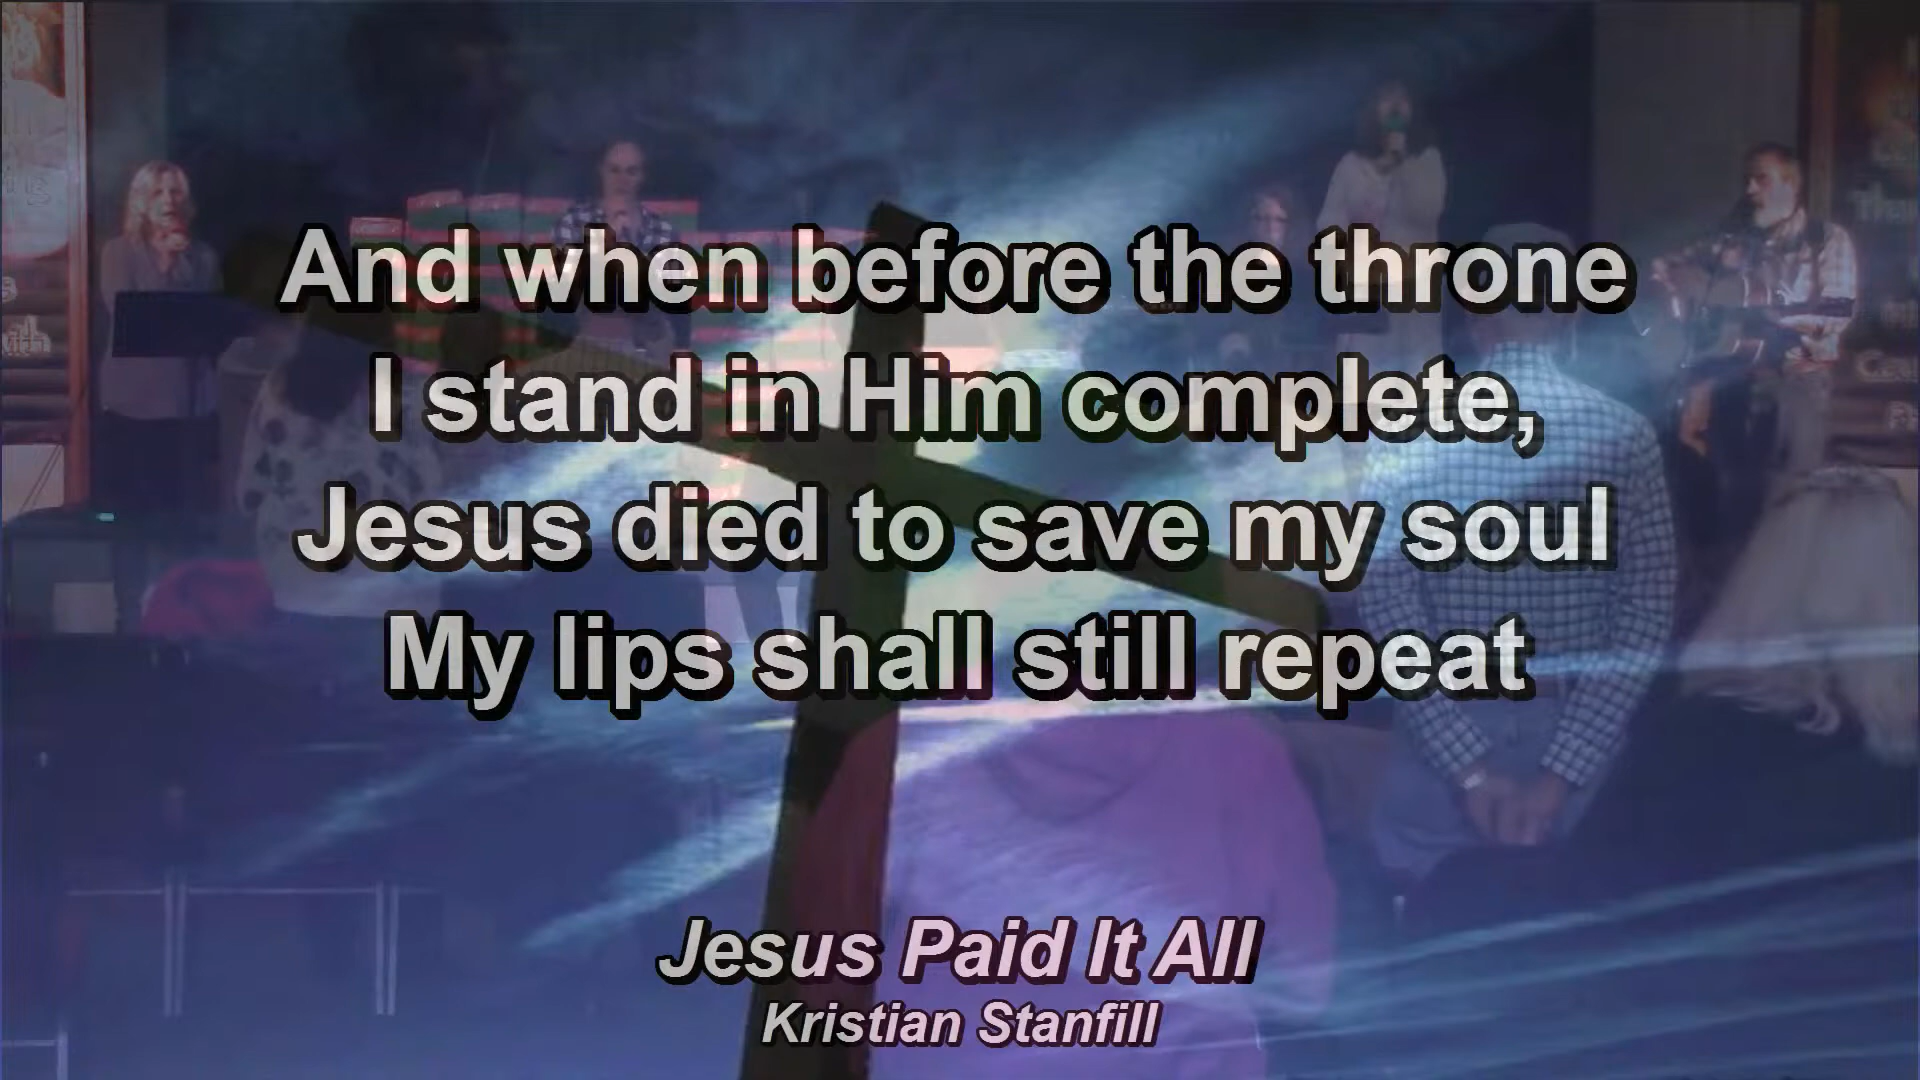 And when before the throne
I stand in Him complete,
Jesus died to save my soul
My lips shall still repeat
Jesus Paid It All
Kristian Stanfill